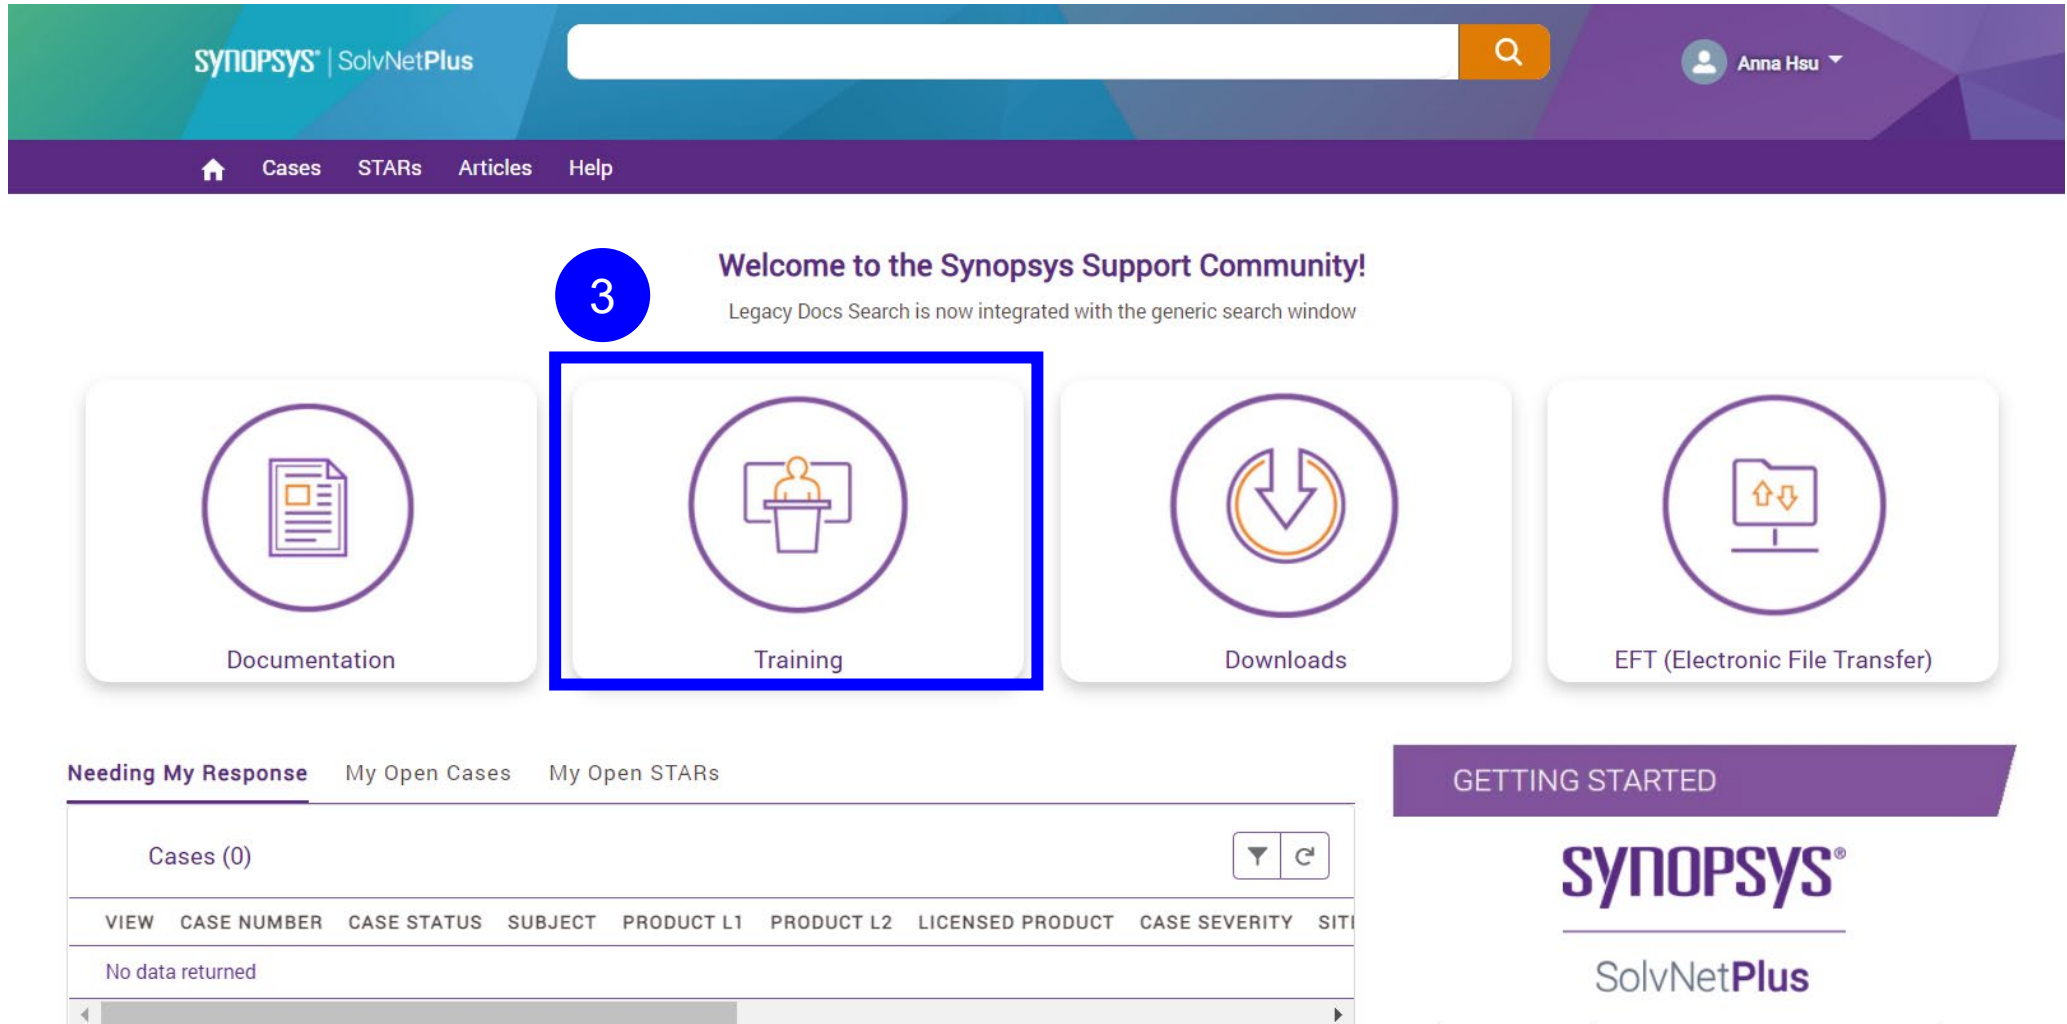 SYNOPSYS® | SolvNetPlus
Anna Hsu
Cases STARs Articles Help
3
Welcome to the Synopsys Support Community!
Legacy Docs Search is now integrated with the generic search window
Documentation
Training
Downloads
EFT (Electronic File Transfer)
Needing My Response My Open Cases My Open STARs
GETTING STARTED
Cases (0)
SYNOPSYS®
VIEW CASE NUMBER CASE STATUS SUBJECT PRODUCT L1 PRODUCT L2 LICENSED PRODUCT CASE SEVERITY
No data returned
SolvNetPlus